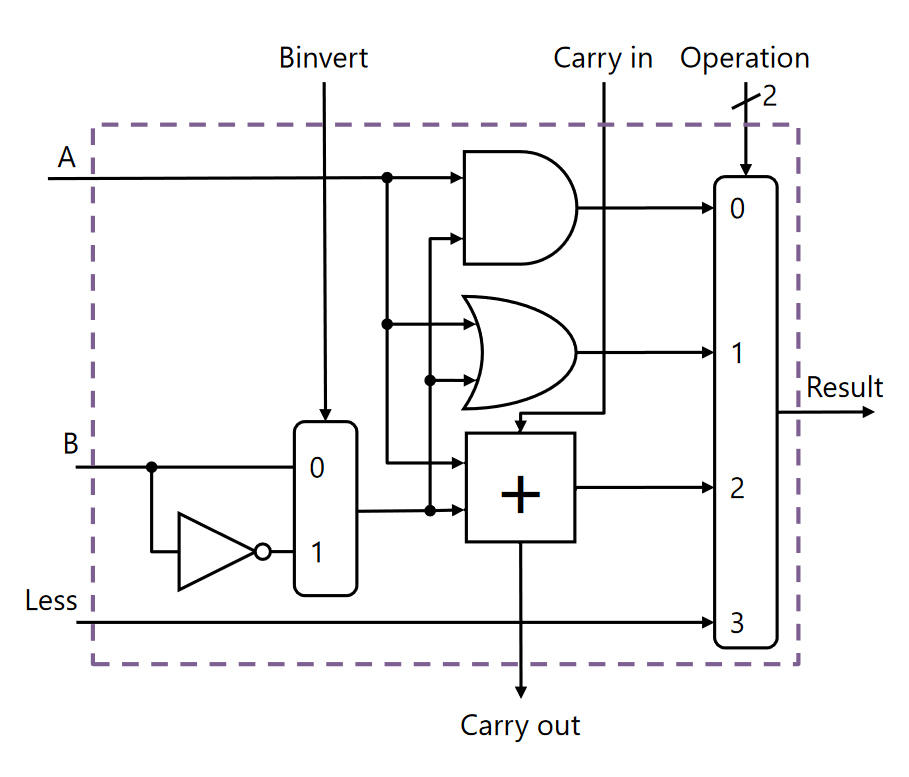 Binvert Carry in Operation
2
A
0
1
Result
B
0
2
+
1
Less
3
Carry out